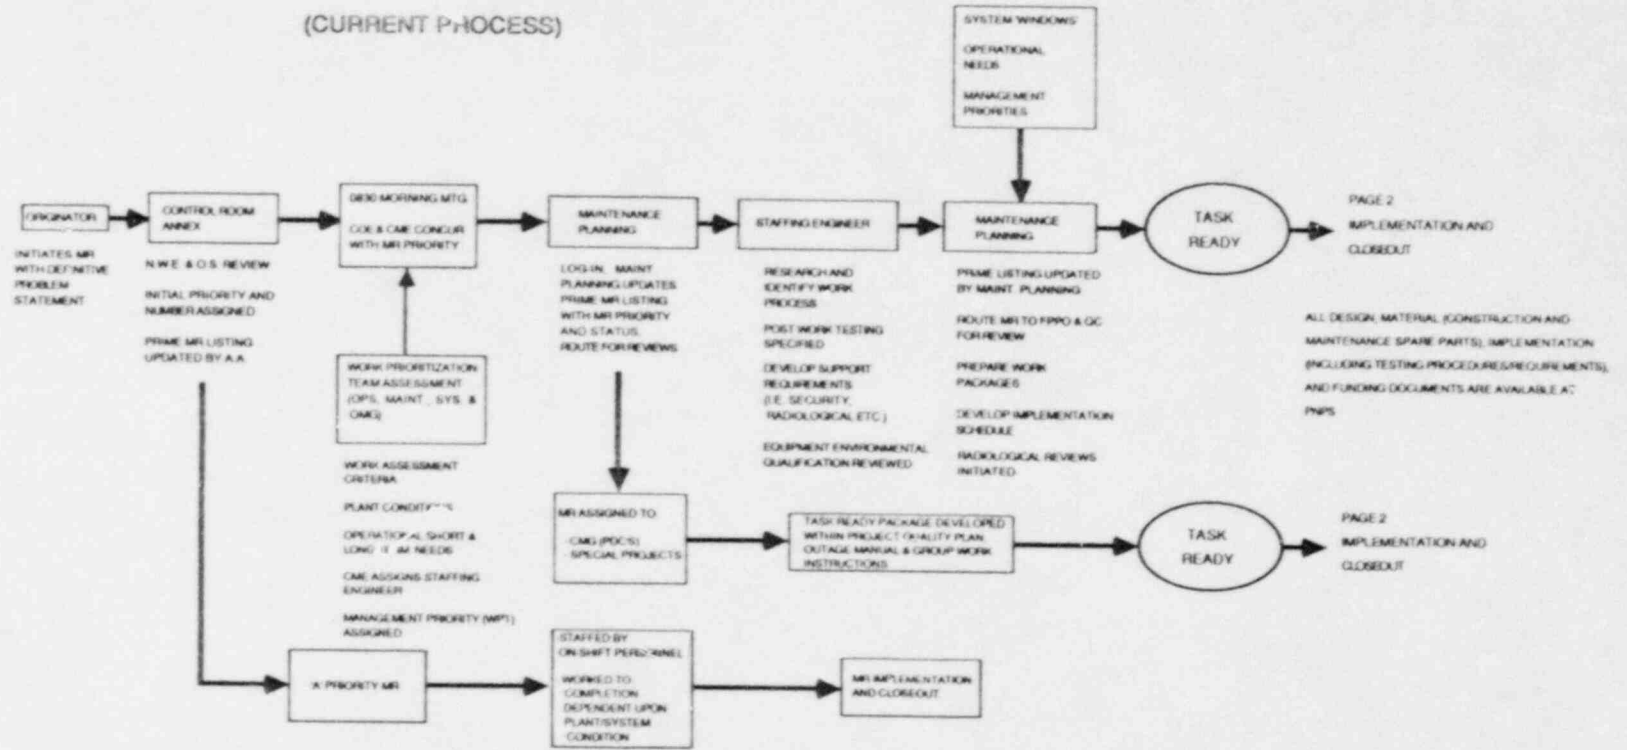 (CURRENT PROCESS)
SYSTEM 'WINDOWS'
OPERATIONAL
NEEDS
MANAGEMENT
PRIORITIES
ORIGINATOR
INITIATES MR
WITH DEFINITIVE
PROBLEM
STATEMENT
CONTROL ROOM
ANNEX
N.W.E. & O.S. REVIEW
INITIAL PRIORITY AND
NUMBER ASSIGNED
PRIME MR LISTING
UPDATED BY A.A.
0830 MORNING MTG.
COE & CME CONCUR
WITH MR PRIORITY
WORK PRIORITIZATION
TEAM ASSESSMENT
(OPS, MAINT., SYS. &
OMG)
WORK ASSESSMENT
CRITERIA
PLANT CONDITIONS
OPERATIONAL SHORT &
LONG TERM NEEDS
CME ASSIGNS STAFFING
ENGINEER
MANAGEMENT PRIORITY (WPT)
ASSIGNED
MAINTENANCE
PLANNING
LOG-IN. MAINT
PLANNING UPDATES
PRIME MR LISTING
WITH MR PRIORITY
AND STATUS.
ROUTE FOR REVIEWS
STAFFING ENGINEER
RESEARCH AND
IDENTIFY WORK
PROCESS
POST WORK TESTING
SPECIFIED
DEVELOP SUPPORT
REQUIREMENTS
(I.E. SECURITY,
RADIOLOGICAL ETC.)
EQUIPMENT ENVIRONMENTAL
QUALIFICATION REVIEWED
MAINTENANCE
PLANNING
PRIME LISTING UPDATED
BY MAINT. PLANNING
ROUTE MR TO FPPO & QC
FOR REVIEW
PREPARE WORK
PACKAGES
DEVELOP IMPLEMENTATION
SCHEDULE
RADIOLOGICAL REVIEWS
INITIATED
TASK
READY
PAGE 2
IMPLEMENTATION AND
CLOSEOUT
ALL DESIGN, MATERIAL (CONSTRUCTION AND
MAINTENANCE SPARE PARTS), IMPLEMENTATION
(INCLUDING TESTING PROCEDURES/REQUIREMENTS),
AND FUNDING DOCUMENTS ARE AVAILABLE AT
PNPS
MR ASSIGNED TO
- CMG (PDC'S)
- SPECIAL PROJECTS
TASK READY PACKAGE DEVELOPED
WITHIN PROJECT QUALITY PLAN
OUTAGE MANUAL & GROUP WORK
INSTRUCTIONS
TASK
READY
PAGE 2
IMPLEMENTATION AND
CLOSEOUT
'A' PRIORITY MR
STAFFED BY
ON-SHIFT PERSONNEL
WORKED TO
COMPLETION
DEPENDENT UPON
PLANT/SYSTEM
CONDITION
MR IMPLEMENTATION
AND CLOSEOUT